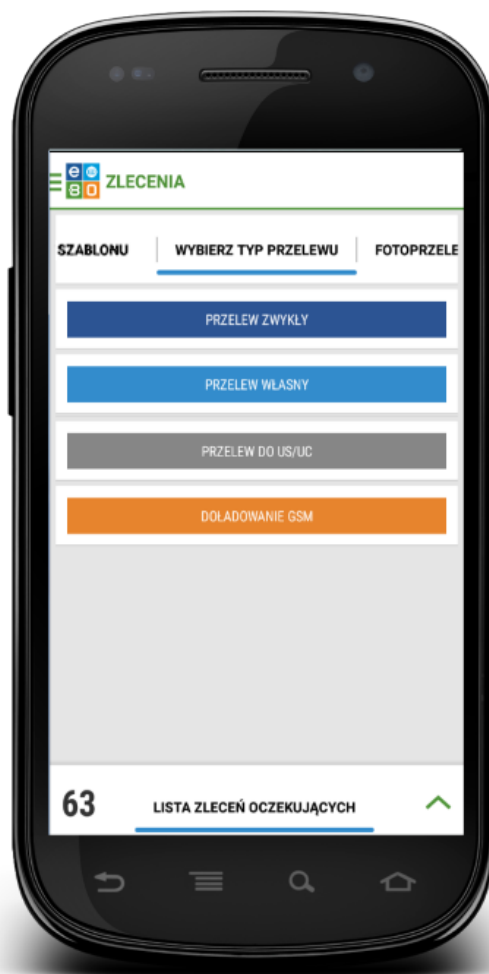 e@
BO
ZLECENIA
SZABLONU
WYBIERZ TYP PRZELEWU
FOTOPRZELE
PRZELEW ZWYKŁY
PRZELEW WŁASNY
PRZELEW DO US/UC
DOŁADOWANIE GSM
63
LISTA ZLECEŃ OCZEKUJĄCYCH